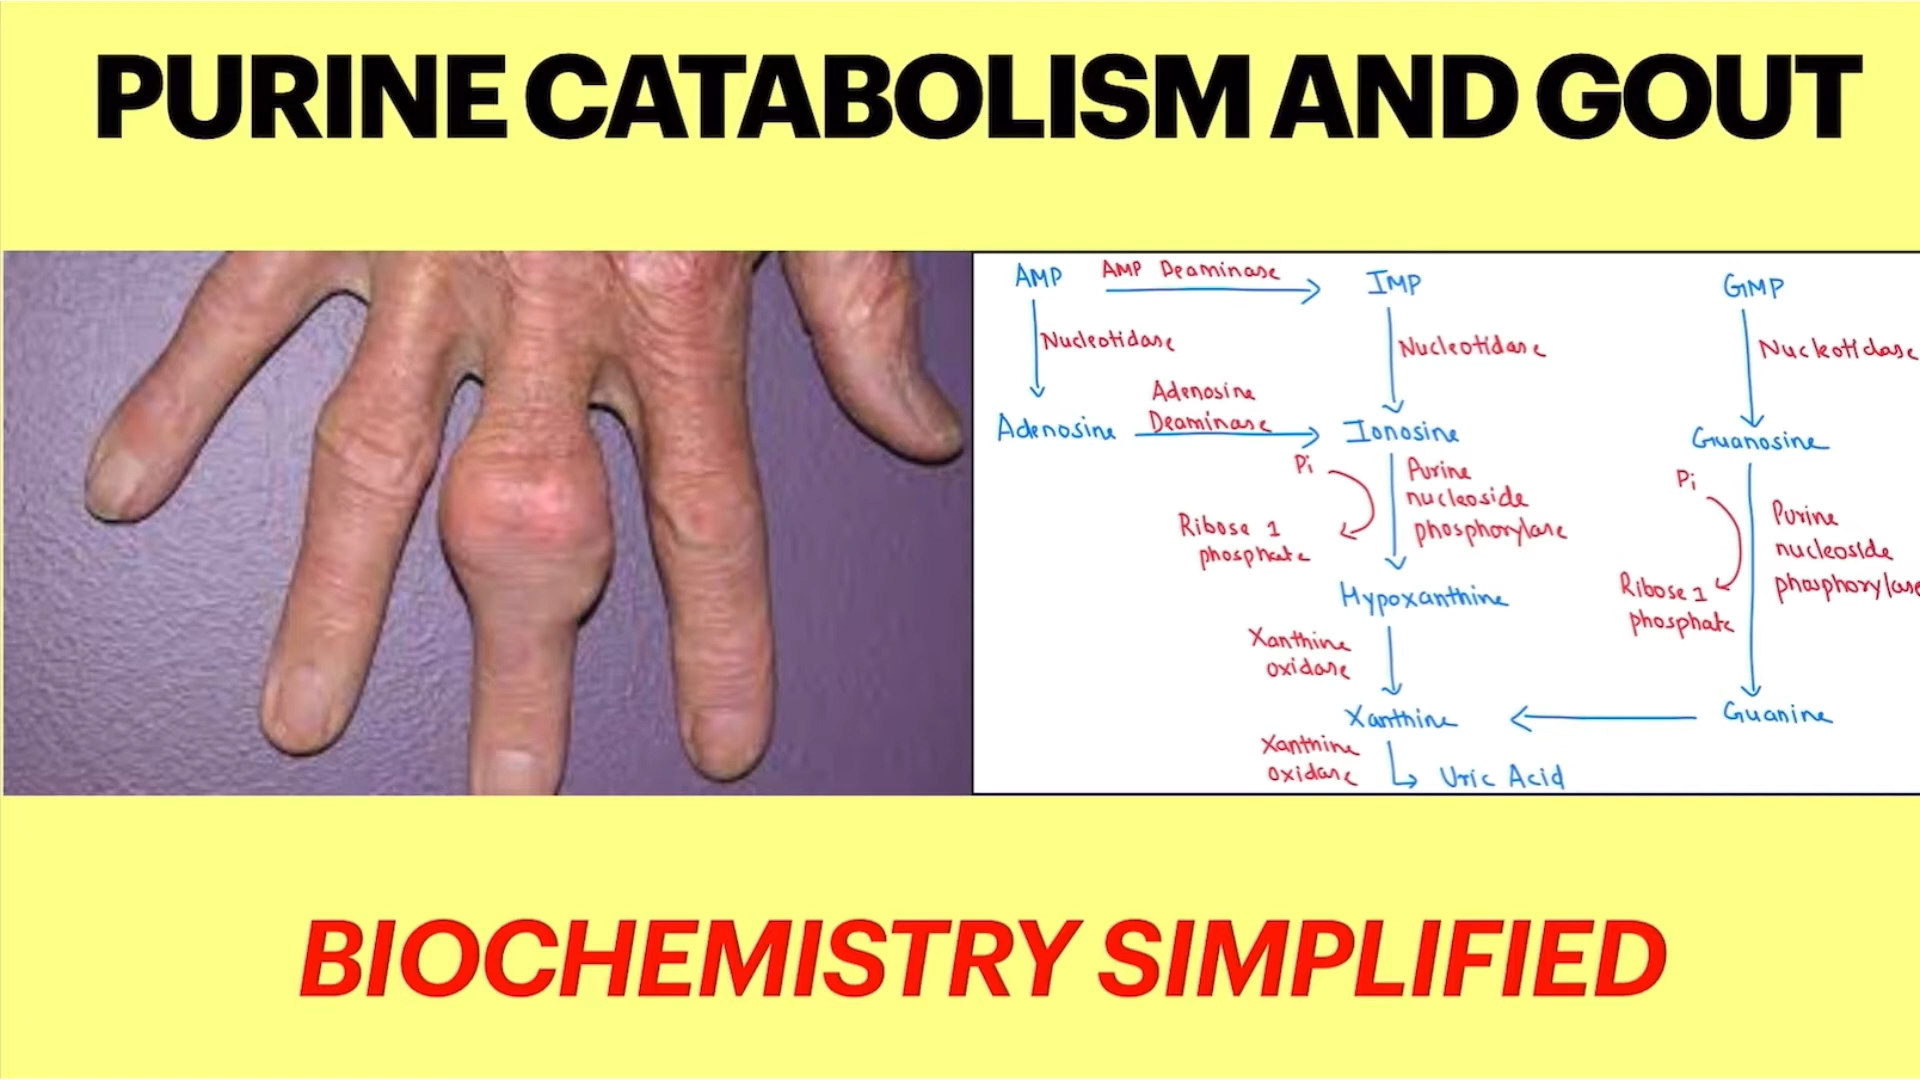 PURINE CATABOLISM AND GOUT
AMP
AMP Deaminase
IMP
GMP
Nucleotidase
Nucleotidase
Nucleotidase
Adenosine
Adenosine
Deaminase
Ionosine
Guanosine
Pi
Purine
nucleoside
phosphorylase
Ribose 1
phosphate
Pi
Purine
nucleoside
phosphorylase
Ribose 1
phosphate
Hypoxanthine
Xanthine
oxidase
Xanthine
Guanine
Xanthine
oxidase
Uric Acid
BIOCHEMISTRY SIMPLIFIED